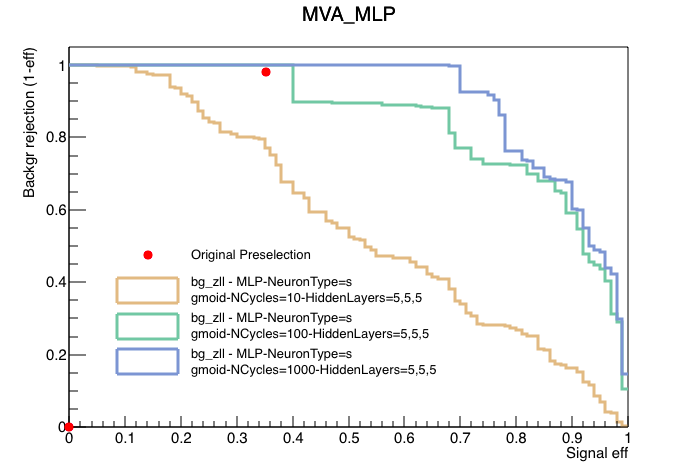 MVA_MLP
Backgr rejection (1-eff)
1
0.8
0.6
0.4
0.2
0
Original Preselection
bg_zll - MLP-NeuronType=s
gmoid-NCycles=10-HiddenLayers=5,5,5
bg_zll - MLP-NeuronType=s
gmoid-NCycles=100-HiddenLayers=5,5,5
bg_zll - MLP-NeuronType=s
gmoid-NCycles=1000-HiddenLayers=5,5,5
0 0.1 0.2 0.3 0.4 0.5 0.6 0.7 0.8 0.9 1
Signal eff